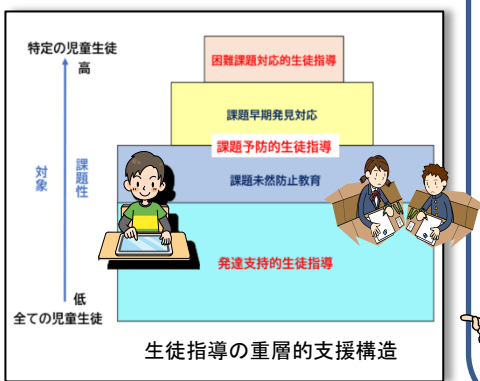 特定の児童生徒
高
対象
課題性
低
全ての児童生徒
困難課題対応的生徒指導
課題早期発見対応
課題予防的生徒指導
課題未然防止教育
発達支持的生徒指導
生徒指導の重層的支援構造